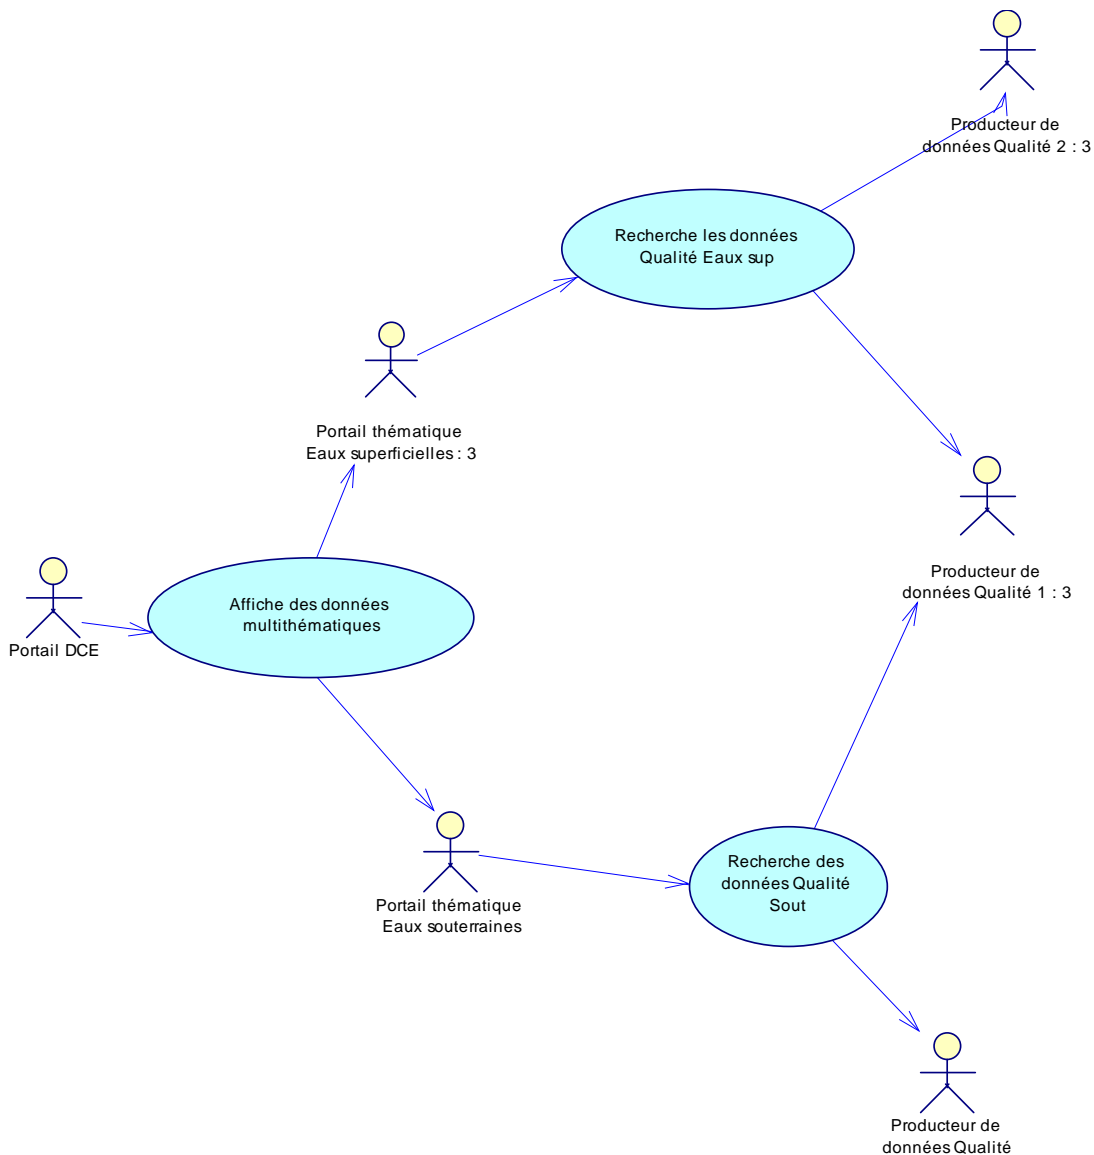 Producteur de
données Qualité 2 : 3
Recherche les données
Qualité Eaux sup
Portail thématique
Eaux superficielles : 3
Producteur de
données Qualité 1 : 3
Affiche des données
multithématiques
Portail DCE
Recherche des
données Qualité
Sout
Portail thématique
Eaux souterraines
Producteur de
données Qualité